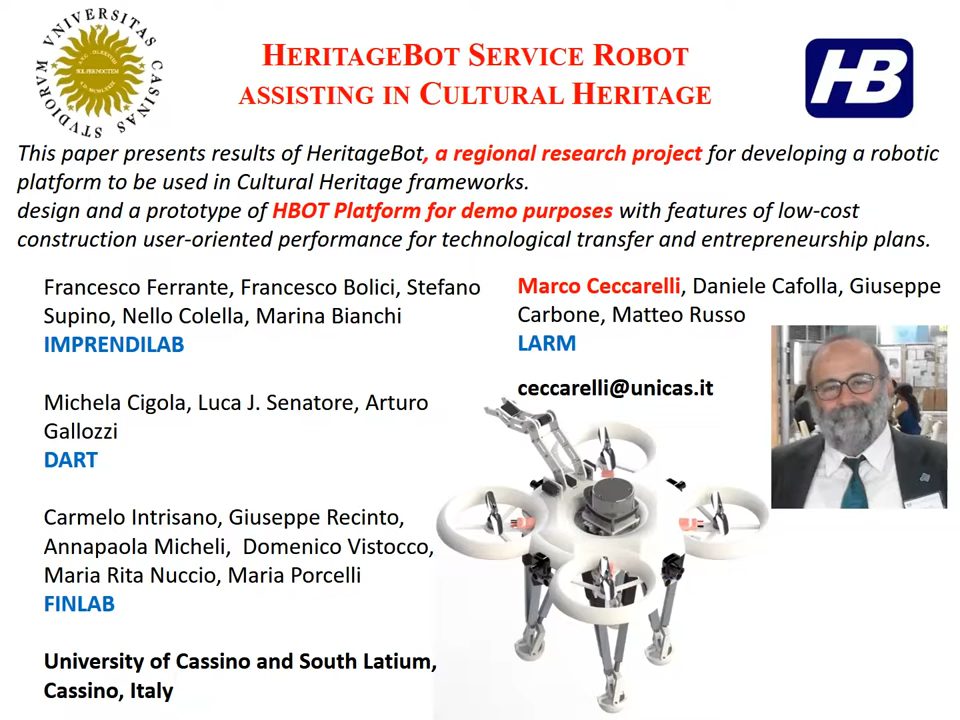 VNIVERSITAS CASINAS STVDIORVM
HB
HERITAGEBOT SERVICE ROBOT
ASSISTING IN CULTURAL HERITAGE
This paper presents results of HeritageBot, a regional research project for developing a robotic
platform to be used in Cultural Heritage frameworks.
design and a prototype of HBOT Platform for demo purposes with features of low-cost
construction user-oriented performance for technological transfer and entrepreneurship plans.
Francesco Ferrante, Francesco Bolici, Stefano
Supino, Nello Colella, Marina Bianchi
IMPRENDILAB
Michela Cigola, Luca J. Senatore, Arturo
Gallozzi
DART
Carmelo Intrisano, Giuseppe Recinto,
Annapaola Micheli, Domenico Vistocco,
Maria Rita Nuccio, Maria Porcelli
FINLAB
University of Cassino and South Latium,
Cassino, Italy
Marco Ceccarelli, Daniele Cafolla, Giuseppe
Carbone, Matteo Russo
LARM
ceccarelli@unicas.it